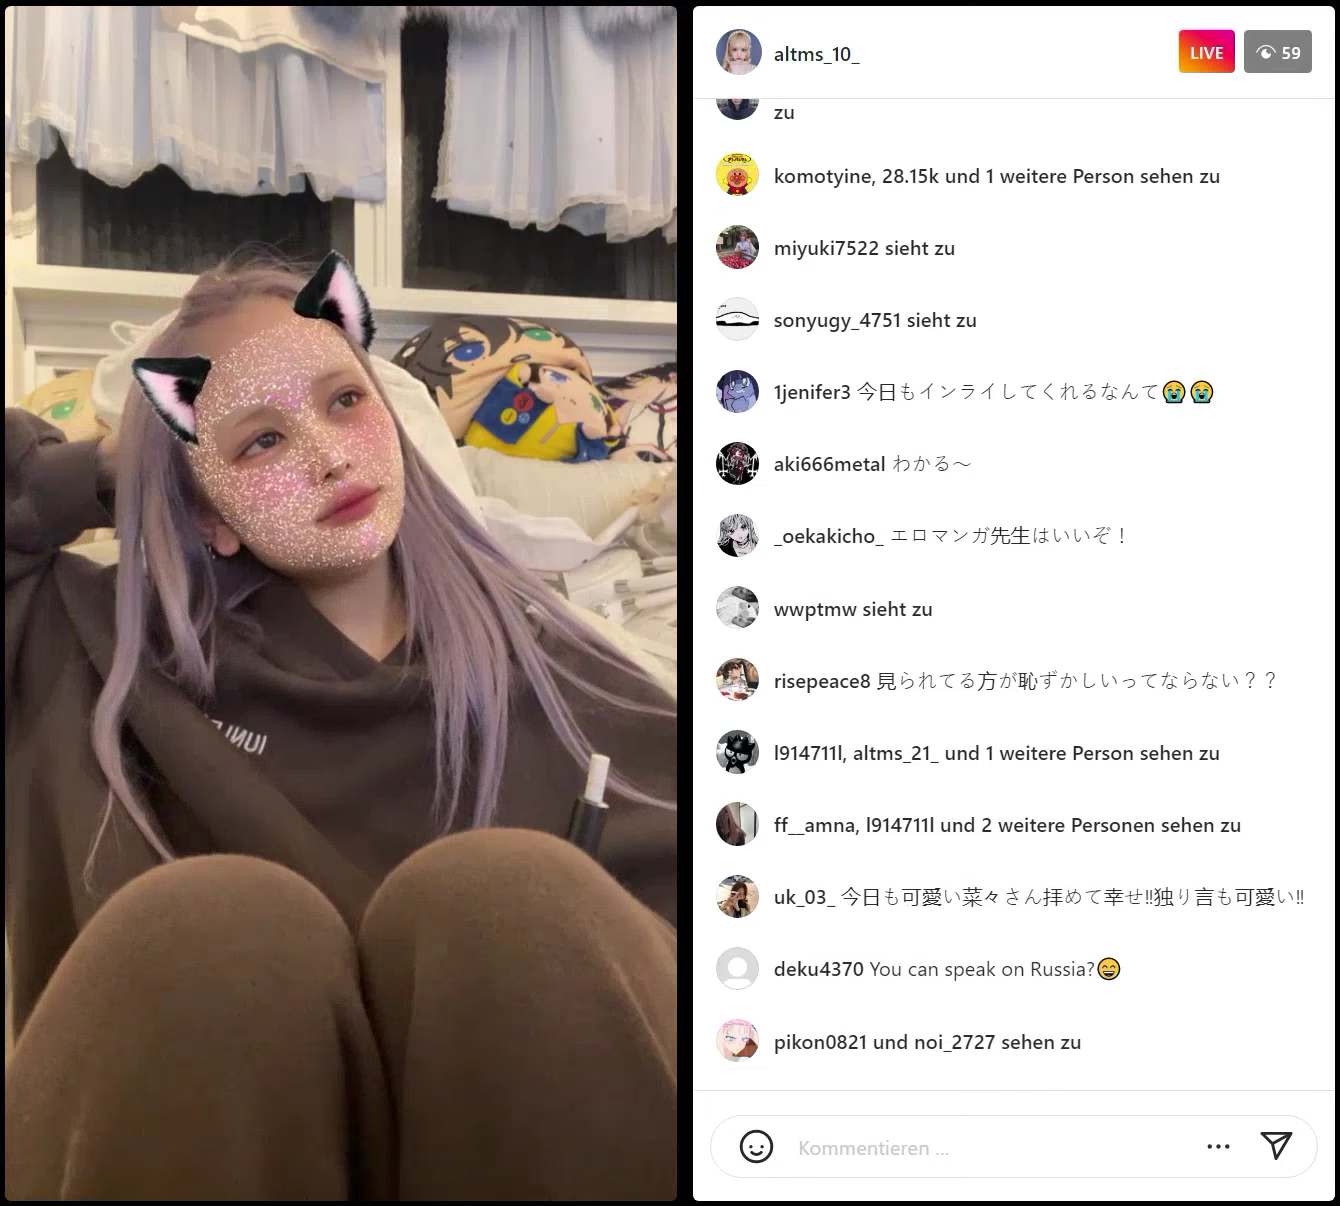 altms_10_
LIVE
59
zu
komotyine, 28.15k und 1 weitere Person sehen zu
miyuki7522 sieht zu
sonyugy_4751 sieht zu
1jenifer3 今日もインライしてくれるなんて😭😭
aki666metal わかる〜
_oekakicho_ エロマンガ先生はいいぞ！
wwptmw sieht zu
risepeace8 見られてる方が恥ずかしいってならない？？
l914711l, altms_21_ und 1 weitere Person sehen zu
ff__amna, l914711l und 2 weitere Personen sehen zu
uk_03_ 今日も可愛い菜々さん拝めて幸せ‼独り言も可愛い‼
deku4370 You can speak on Russia?😄
pikon0821 und noi_2727 sehen zu
Kommentieren ...